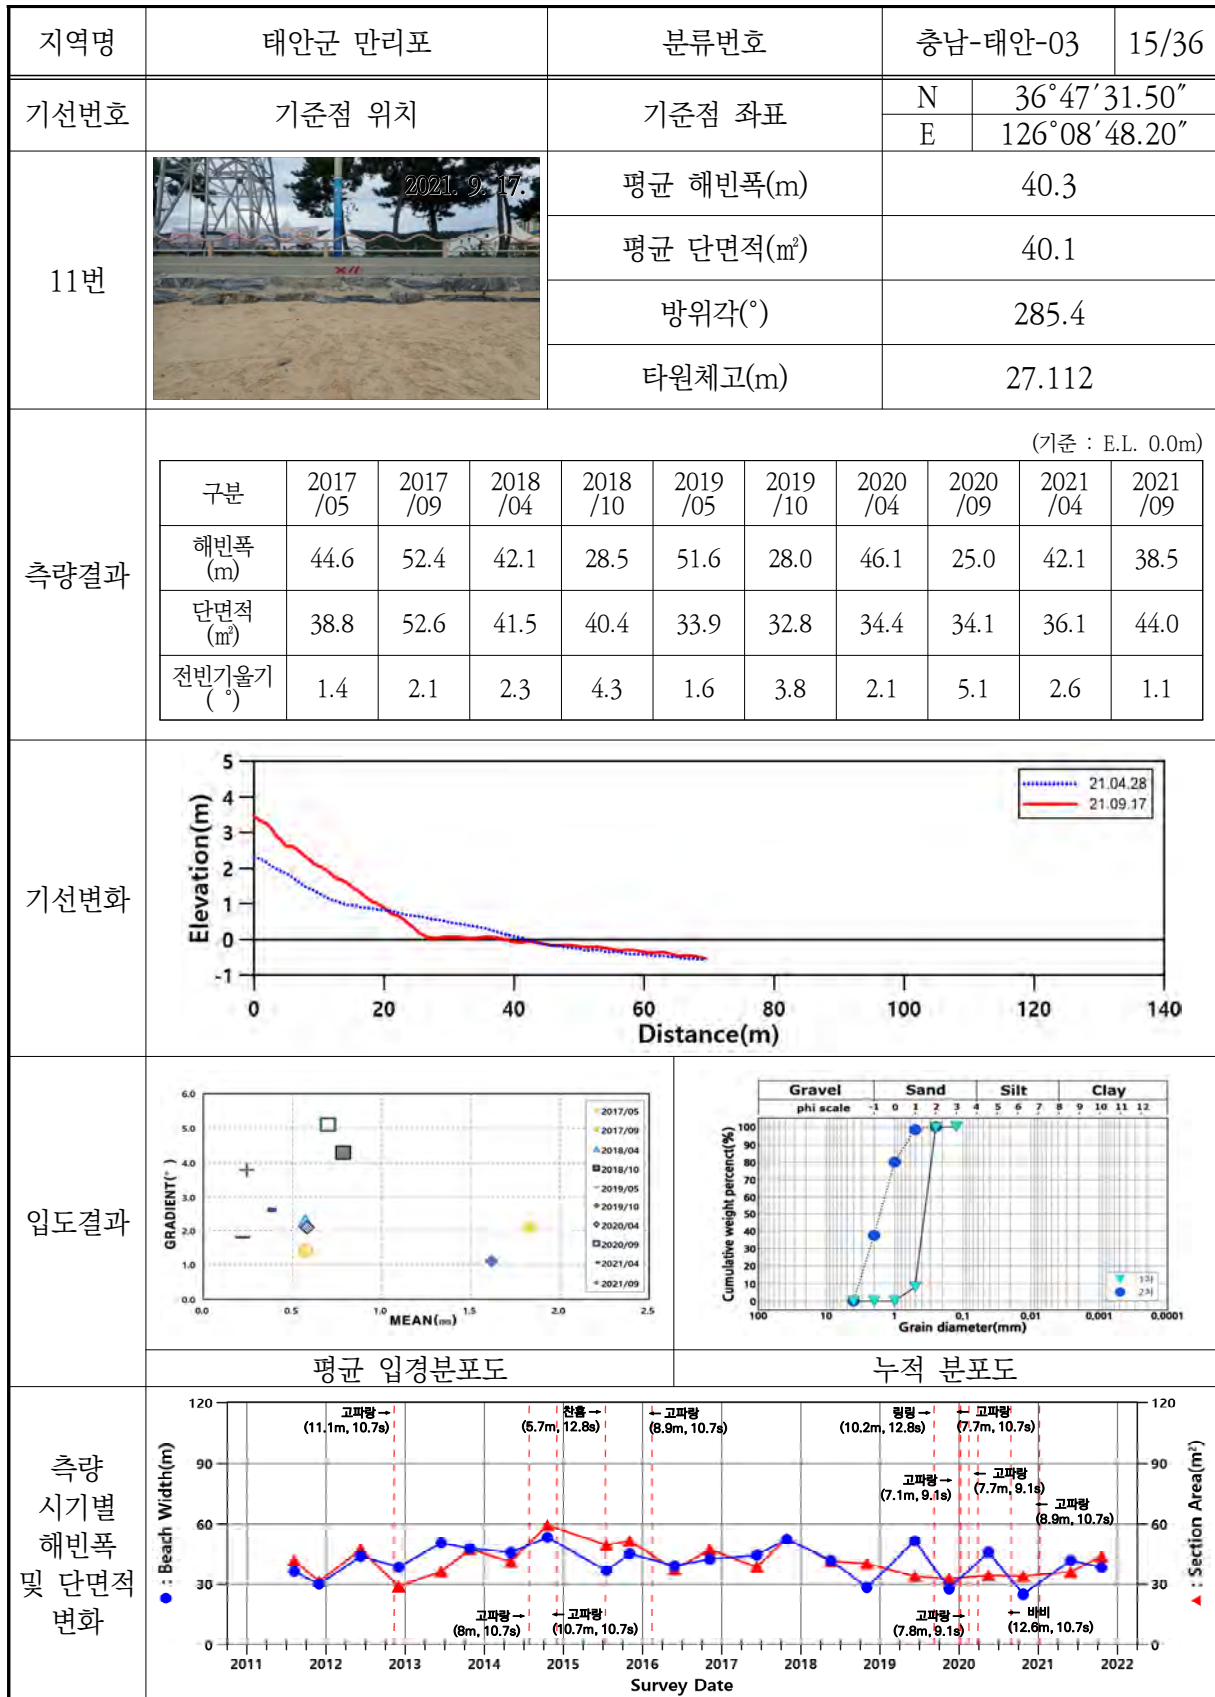 지역명 태안군 만리포 분류번호 충남-태안-03 15/36
기선번호 기준점 위치 기준점 좌표 N 36°47′31.50″
E 126°08′48.20″
11번
2021. 9. 17.
X11
평균 해빈폭(m) 40.3
평균 단면적(㎡) 40.1
방위각(°) 285.4
타원체고(m) 27.112
측량결과
(기준 : E.L. 0.0m)
구분 2017/05 2017/09 2018/04 2018/10 2019/05 2019/10 2020/04 2020/09 2021/04 2021/09
해빈폭(m) 44.6 52.4 42.1 28.5 51.6 28.0 46.1 25.0 42.1 38.5
단면적(㎡) 38.8 52.6 41.5 40.4 33.9 32.8 34.4 34.1 36.1 44.0
전빈기울기( °) 1.4 2.1 2.3 4.3 1.6 3.8 2.1 5.1 2.6 1.1
기선변화
Elevation(m)
5
4
3
2
1
0
-1
21.04.28
21.09.17
0 20 40 60 80 100 120 140
Distance(m)
입도결과
GRADIENT(°)
6.0
5.0
4.0
3.0
2.0
1.0
0.0 0.5 1.0 1.5 2.0 2.5
MEAN(㎜)
2017/05
2017/09
2018/04
2018/10
2019/05
2019/10
2020/04
2020/09
2021/04
2021/09
Gravel Sand Silt Clay
phi scale -1 0 1 2 3 4 5 6 7 8 9 10 11 12
Cumulative weight percenct(%)
100
90
80
70
60
50
40
30
20
10
0
1차
2차
100 10 1 0.1 0.01 0.001 0.0001
Grain diameter(mm)
평균 입경분포도 누적 분포도
측량
시기별
해빈폭
및 단면적
변화
● : Beach Width(m)
120
90
60
30
0
고파랑→
(11.1m, 10.7s)
찬홈→
(5.7m, 12.8s)
←고파랑
(8.9m, 10.7s)
링링→
(10.2m, 12.8s)
←고파랑
(7.7m, 10.7s)
고파랑→
(7.1m, 9.1s)
←고파랑
(7.7m, 9.1s)
←고파랑
(8.9m, 10.7s)
고파랑→
(8m, 10.7s)
←고파랑
(10.7m, 10.7s)
고파랑→
(7.8m, 9.1s)
←바비
(12.6m, 10.7s)
120
90
60
30
0
▲ : Section Area(m²)
2011 2012 2013 2014 2015 2016 2017 2018 2019 2020 2021 2022
Survey Date